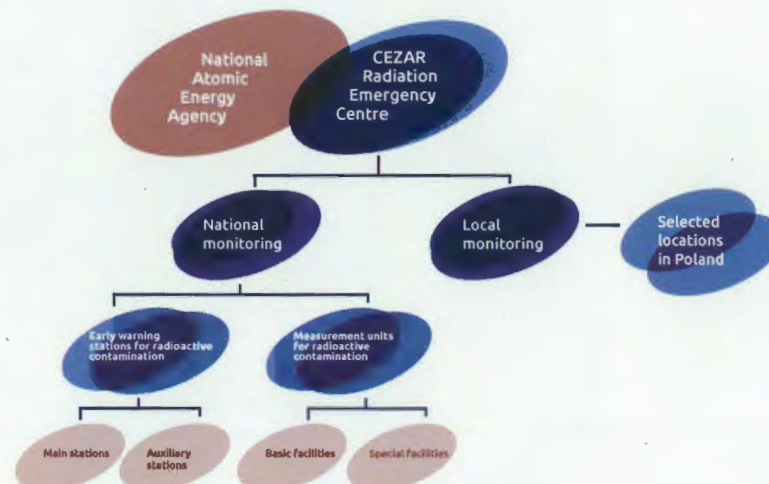 National
Atomic
Energy
Agency
CEZAR
Radiation
Emergency
Centre
National
monitoring
Local
monitoring
Selected
locations
in Poland
Early warning
stations for radioactive
contamination
Measurement units
for radioactive
contamination
Main stations
Auxiliary
stations
Basic facilities
Special facilities